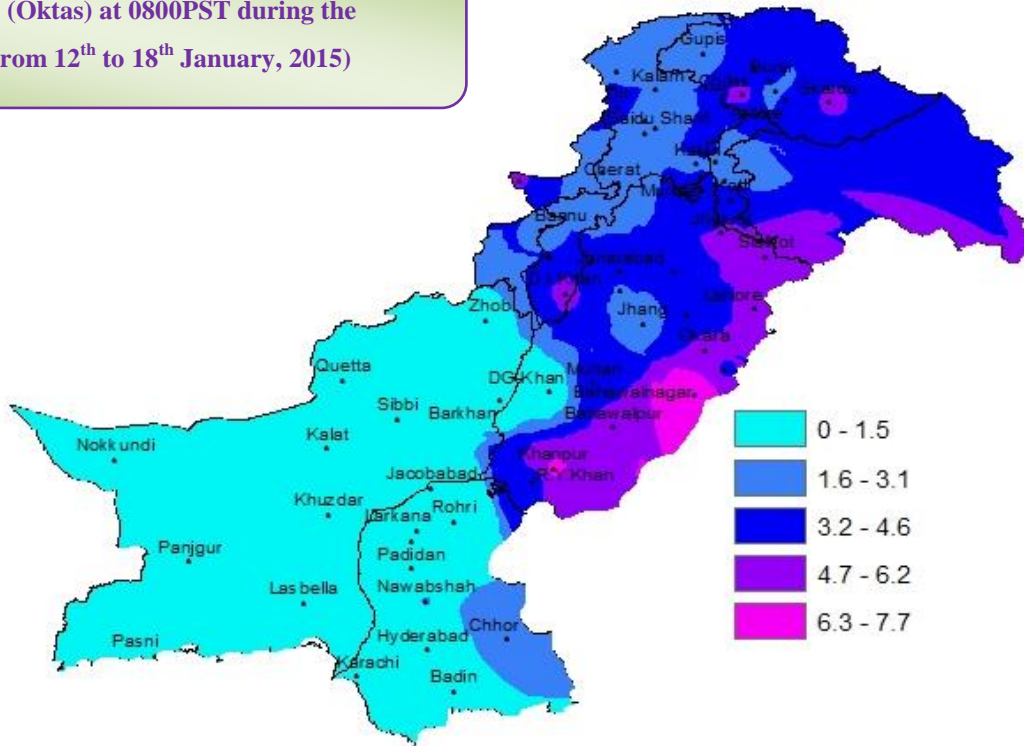 (Oktas) at 0800PST during the
rom 12th to 18th January, 2015)
Gupis
Kalam
Skardu
Saidu Sharif
Cherat
Bannu
Sialkot
D.I.Khan
Lahore
Jhang
Zhob
Okara
Quetta
DG Khan
Multan
Bahawalnagar
Sibbi
Barkhan
Bahawalpur
Nokkundi
Kalat
Khanpur
Jacobabad
R.Y.Khan
Khuzdar
Larkana
Rohri
Panjgur
Padidan
Lasbella
Nawabshah
Chhor
Pasni
Hyderabad
Karachi
Badin
0 - 1.5
1.6 - 3.1
3.2 - 4.6
4.7 - 6.2
6.3 - 7.7